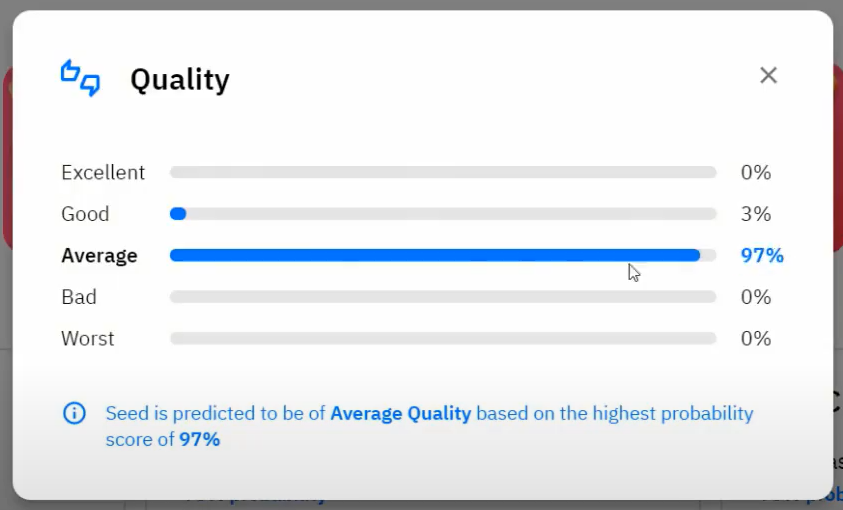 Quality
Excellent 0%
Good 3%
Average 97%
Bad 0%
Worst 0%
Seed is predicted to be of Average Quality based on the highest probability
score of 97%